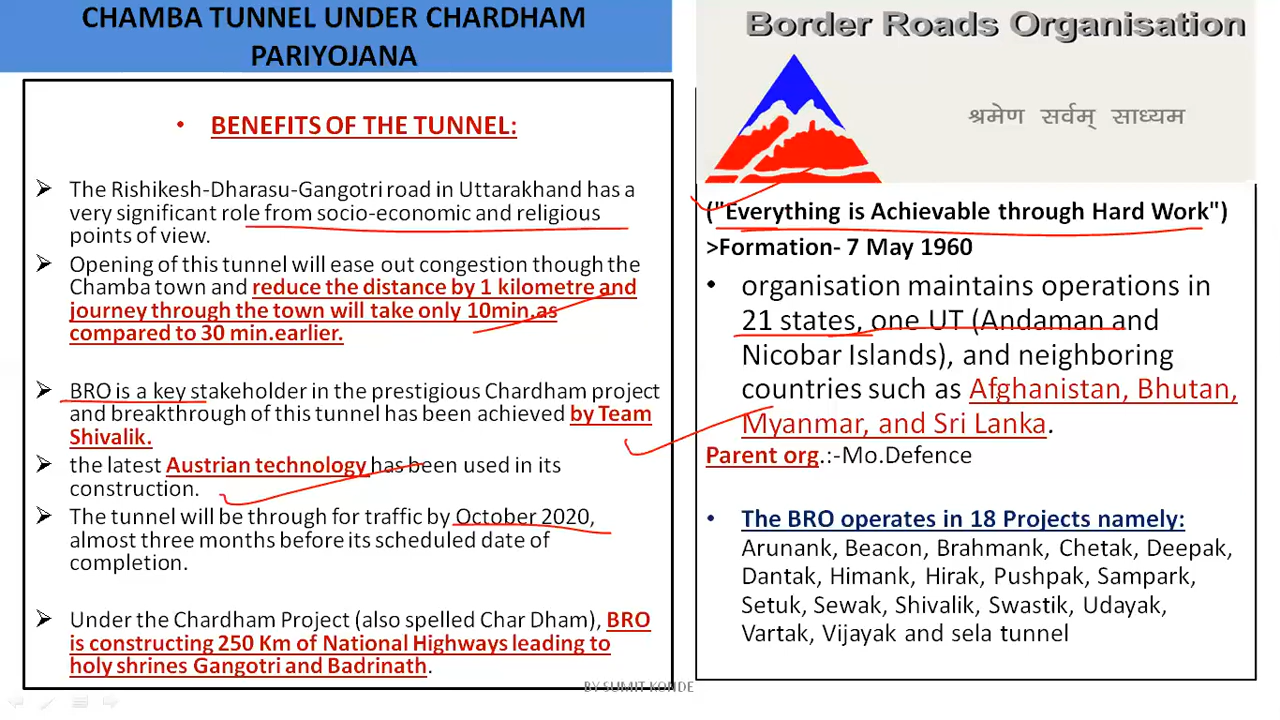 CHAMBA TUNNEL UNDER CHARDHAM
PARIYOJANA
• BENEFITS OF THE TUNNEL:
➢ The Rishikesh-Dharasu-Gangotri road in Uttarakhand has a
very significant role from socio-economic and religious
points of view.
➢ Opening of this tunnel will ease out congestion though the
Chamba town and reduce the distance by 1 kilometre and
journey through the town will take only 10min.as
compared to 30 min.earlier.
➢ BRO is a key stakeholder in the prestigious Chardham project
and breakthrough of this tunnel has been achieved by Team
Shivalik.
➢ the latest Austrian technology has been used in its
construction.
➢ The tunnel will be through for traffic by October 2020,
almost three months before its scheduled date of
completion.
➢ Under the Chardham Project (also spelled Char Dham), BRO
is constructing 250 Km of National Highways leading to
holy shrines Gangotri and Badrinath.
Border Roads Organisation
श्रमेण सर्वम् साध्यम
("Everything is Achievable through Hard Work")
>Formation- 7 May 1960
• organisation maintains operations in
21 states, one UT (Andaman and
Nicobar Islands), and neighboring
countries such as Afghanistan, Bhutan,
Myanmar, and Sri Lanka.
Parent org.:-Mo.Defence
• The BRO operates in 18 Projects namely:
Arunank, Beacon, Brahmank, Chetak, Deepak,
Dantak, Himank, Hirak, Pushpak, Sampark,
Setuk, Sewak, Shivalik, Swastik, Udayak,
Vartak, Vijayak and sela tunnel
BY SUMIT KONDE